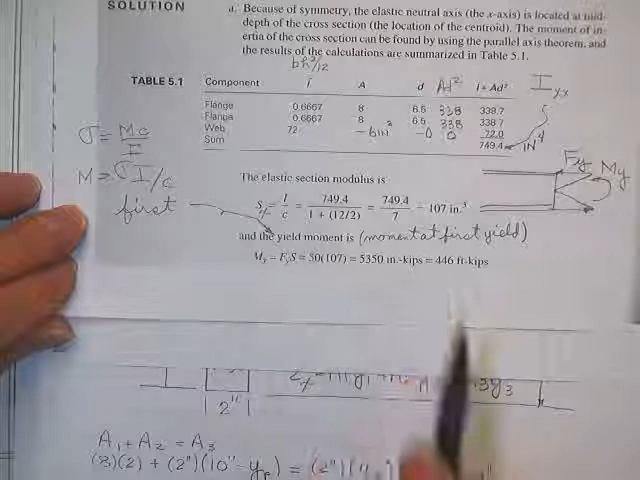 SOLUTION
a. Because of symmetry, the elastic neutral axis (the x-axis) is located at mid-
depth of the cross section (the location of the centroid). The moment of in-
ertia of the cross section can be found by using the parallel axis theorem, and
the results of the calculations are summarized in Table 5.1.
bh³/12
TABLE 5.1 Component Ī A d Ad² Ī + Ad² Ixx
Flange 0.6667 8 6.5 338 338.7
Flange 0.6667 8 6.5 338 338.7
Web 72 — 6in² — 0 0 72.0
Sum 749.4 IN⁴
σ = Mc/I
M = σI/c
first
Fy My
The elastic section modulus is
Sx = I/c = 749.4/(1 + (12/2)) = 749.4/7 = 107 in.³
and the yield moment is (moment at first yield)
My = FyS = 50(107) = 5350 in.-kips = 446 ft-kips
3y3
2"
A1 + A2 = A3
(8)(2) + (2")(10" - yp) = (2")(